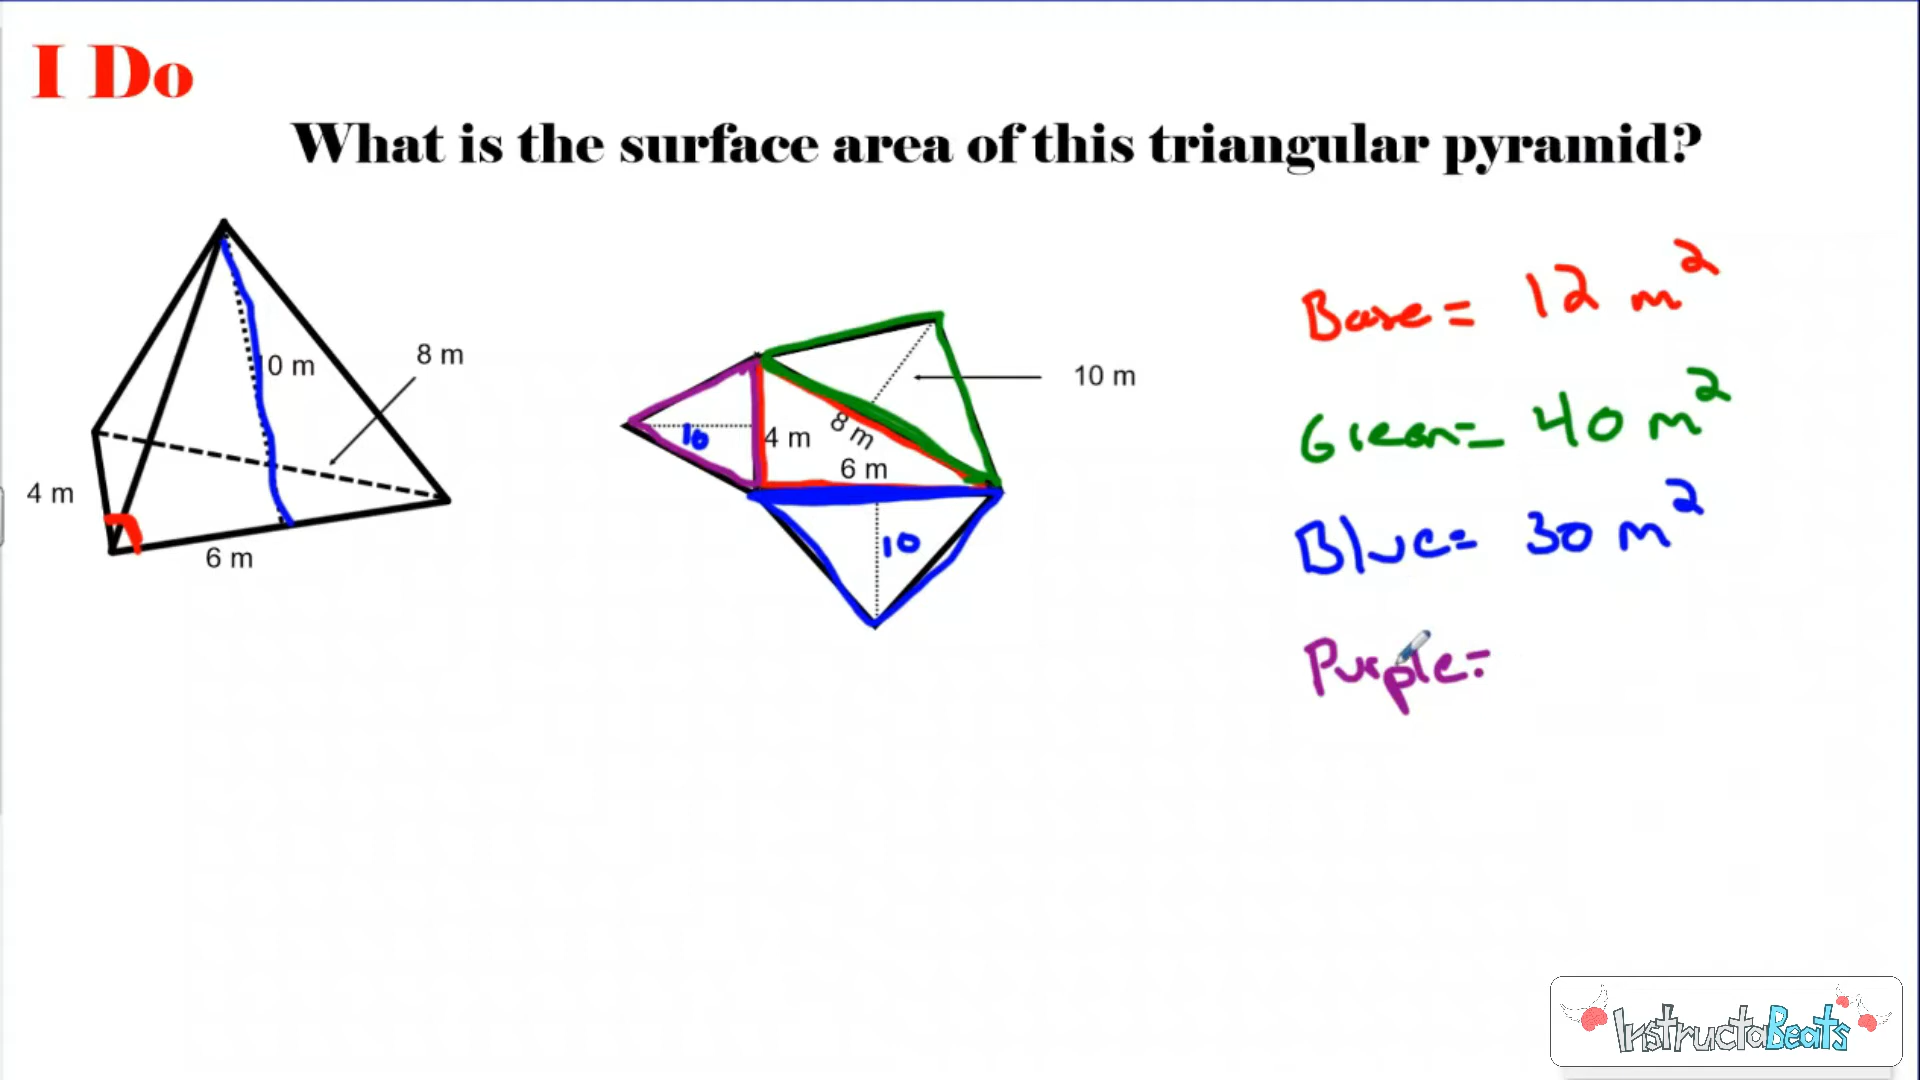 I Do
What is the surface area of this triangular pyramid?
0 m
8 m
4 m
6 m
10
4 m
8 m
6 m
10 m
10
Base = 12 m²
Green = 40 m²
Blue = 30 m²
Purple =
InstructaBeats